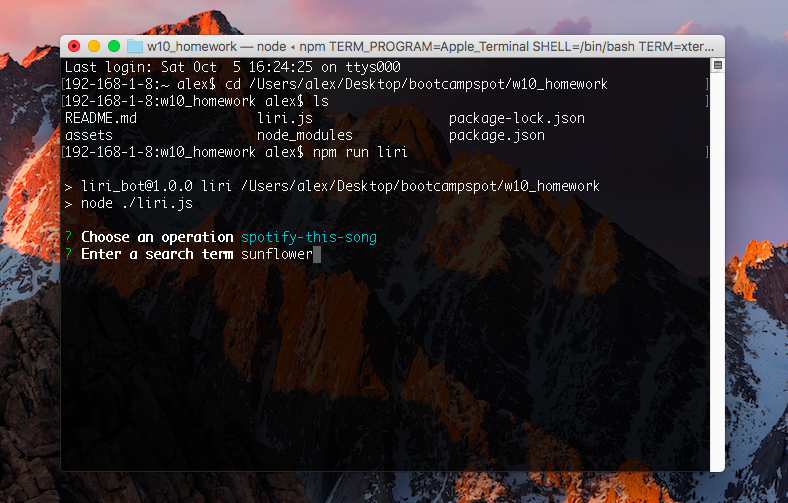 w10_homework — node ◂ npm TERM_PROGRAM=Apple_Terminal SHELL=/bin/bash TERM=xter...
Last login: Sat Oct  5 16:24:25 on ttys000
[192-168-1-8:~ alex$ cd /Users/alex/Desktop/bootcampspot/w10_homework ]
[192-168-1-8:w10_homework alex$ ls ]
README.md liri.js package-lock.json
assets node_modules package.json
[192-168-1-8:w10_homework alex$ npm run liri ]
> liri_bot@1.0.0 liri /Users/alex/Desktop/bootcampspot/w10_homework
> node ./liri.js
? Choose an operation spotify-this-song
? Enter a search term sunflower